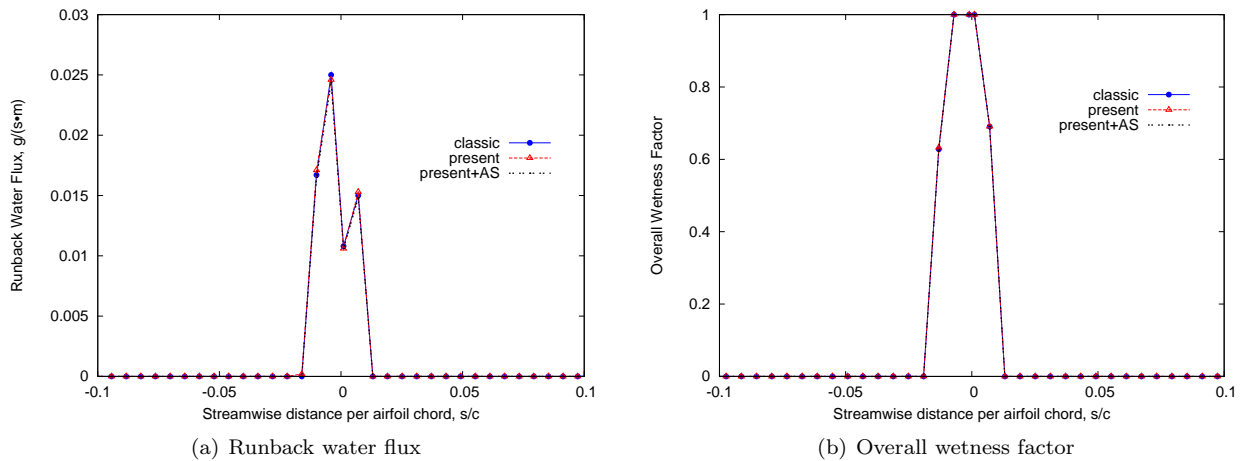 0.03
0.025
0.02
0.015
0.01
0.005
0
-0.1
-0.05
0
0.05
0.1
Runback Water Flux, g/(s•m)
Streamwise distance per airfoil chord, s/c
classic
present
present+AS
(a) Runback water flux
1
0.8
0.6
0.4
0.2
0
-0.1
-0.05
0
0.05
0.1
Overall Wetness Factor
Streamwise distance per airfoil chord, s/c
classic
present
present+AS
(b) Overall wetness factor